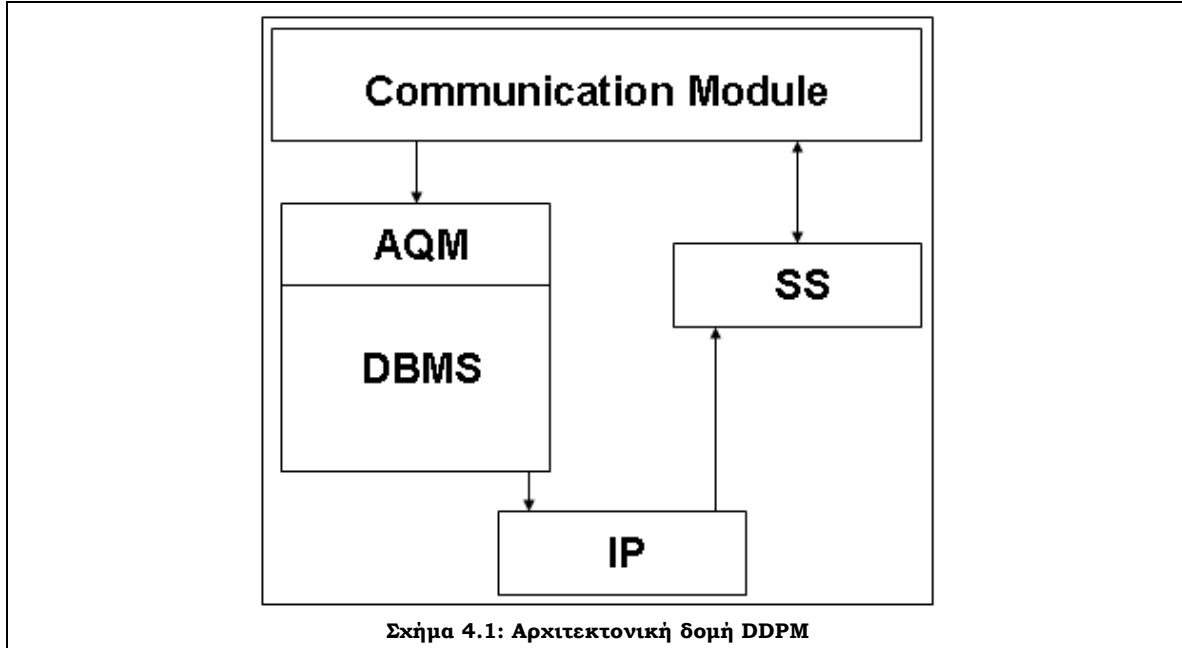 Communication Module
AQM
SS
DBMS
IP
Σχήμα 4.1: Αρχιτεκτονική δομή DDPM